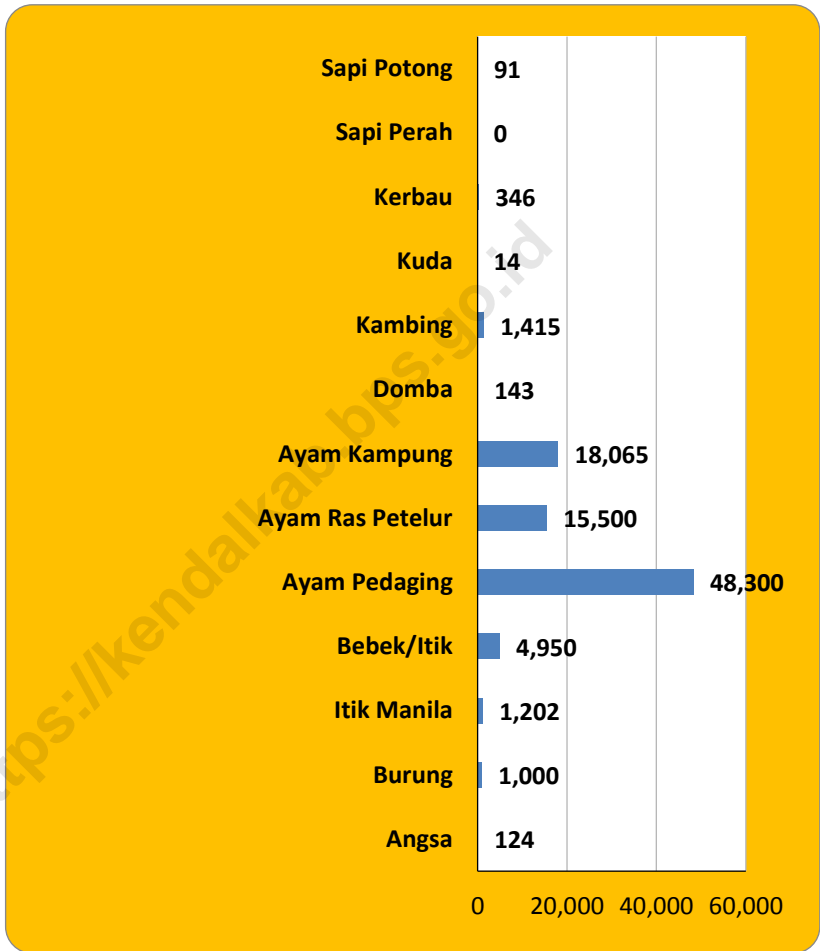 Sapi Potong 91
Sapi Perah 0
Kerbau 346
Kuda 14
Kambing 1,415
Domba 143
Ayam Kampung 18,065
Ayam Ras Petelur 15,500
Ayam Pedaging 48,300
Bebek/Itik 4,950
Itik Manila 1,202
Burung 1,000
Angsa 124
0 20,000 40,000 60,000
ttps://kendalkab.bps.go.id